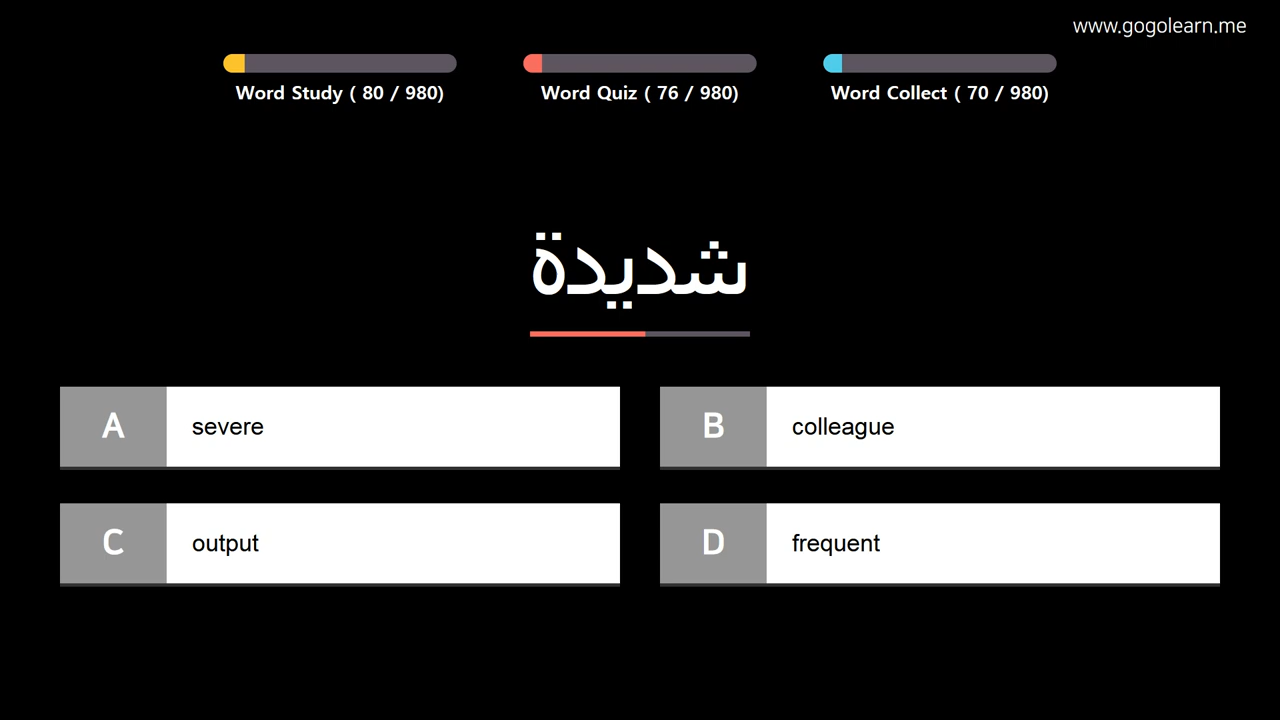 www.gogolearn.me
Word Study ( 80 / 980)
Word Quiz ( 76 / 980)
Word Collect ( 70 / 980)
شديدة
A severe
B colleague
C output
D frequent